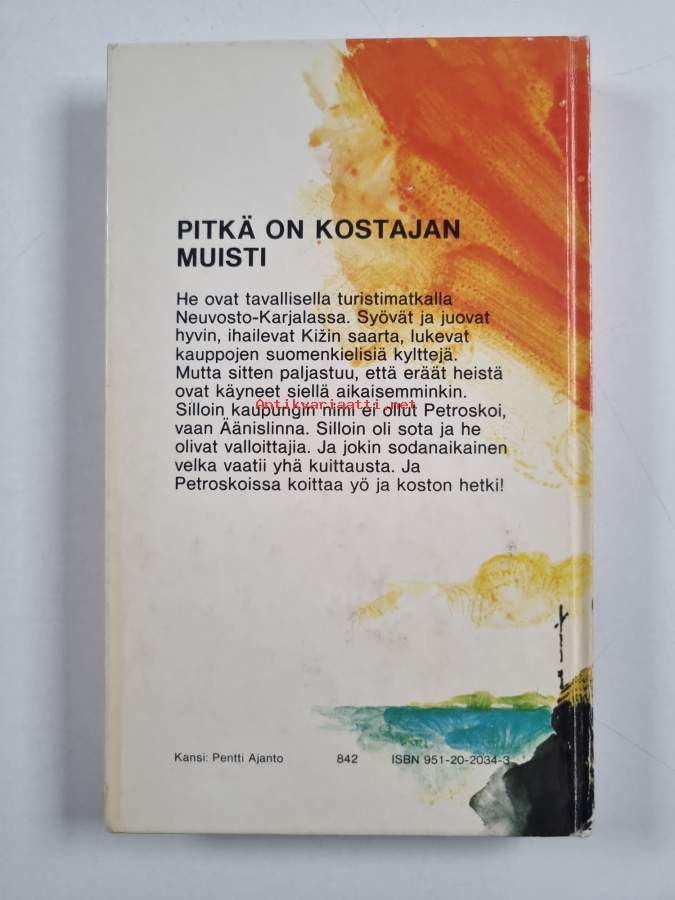 PITKÄ ON KOSTAJAN
MUISTI
He ovat tavallisella turistimatkalla
Neuvosto-Karjalassa. Syövät ja juovat
hyvin, ihailevat Kižin saarta, lukevat
kauppojen suomenkielisiä kylttejä.
Mutta sitten paljastuu, että eräät heistä
ovat käyneet siellä aikaisemminkin.
Antikvariaatti.net
Silloin kaupungin nimi ei ollut Petroskoi,
vaan Äänislinna. Silloin oli sota ja he
olivat valloittajia. Ja jokin sodanaikainen
velka vaatii yhä kuittausta. Ja
Petroskoissa koittaa yö ja koston hetki!
Kansi: Pentti Ajanto 842 ISBN 951-20-2034-3